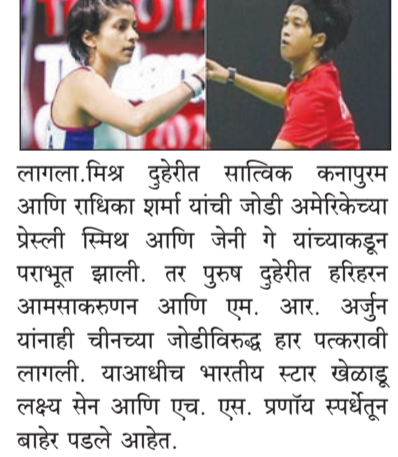 लागला.मिश्र दुहेरीत सात्विक कनापुरम
आणि राधिका शर्मा यांची जोडी अमेरिकेच्या
प्रेस्ली स्मिथ आणि जेनी गे यांच्याकडून
पराभूत झाली. तर पुरुष दुहेरीत हरिहरन
आमसाकरुणन आणि एम. आर. अर्जुन
यांनाही चीनच्या जोडीविरुद्ध हार पत्करावी
लागली. याआधीच भारतीय स्टार खेळाडू
लक्ष्य सेन आणि एच. एस. प्रणॉय स्पर्धेतून
बाहेर पडले आहेत.